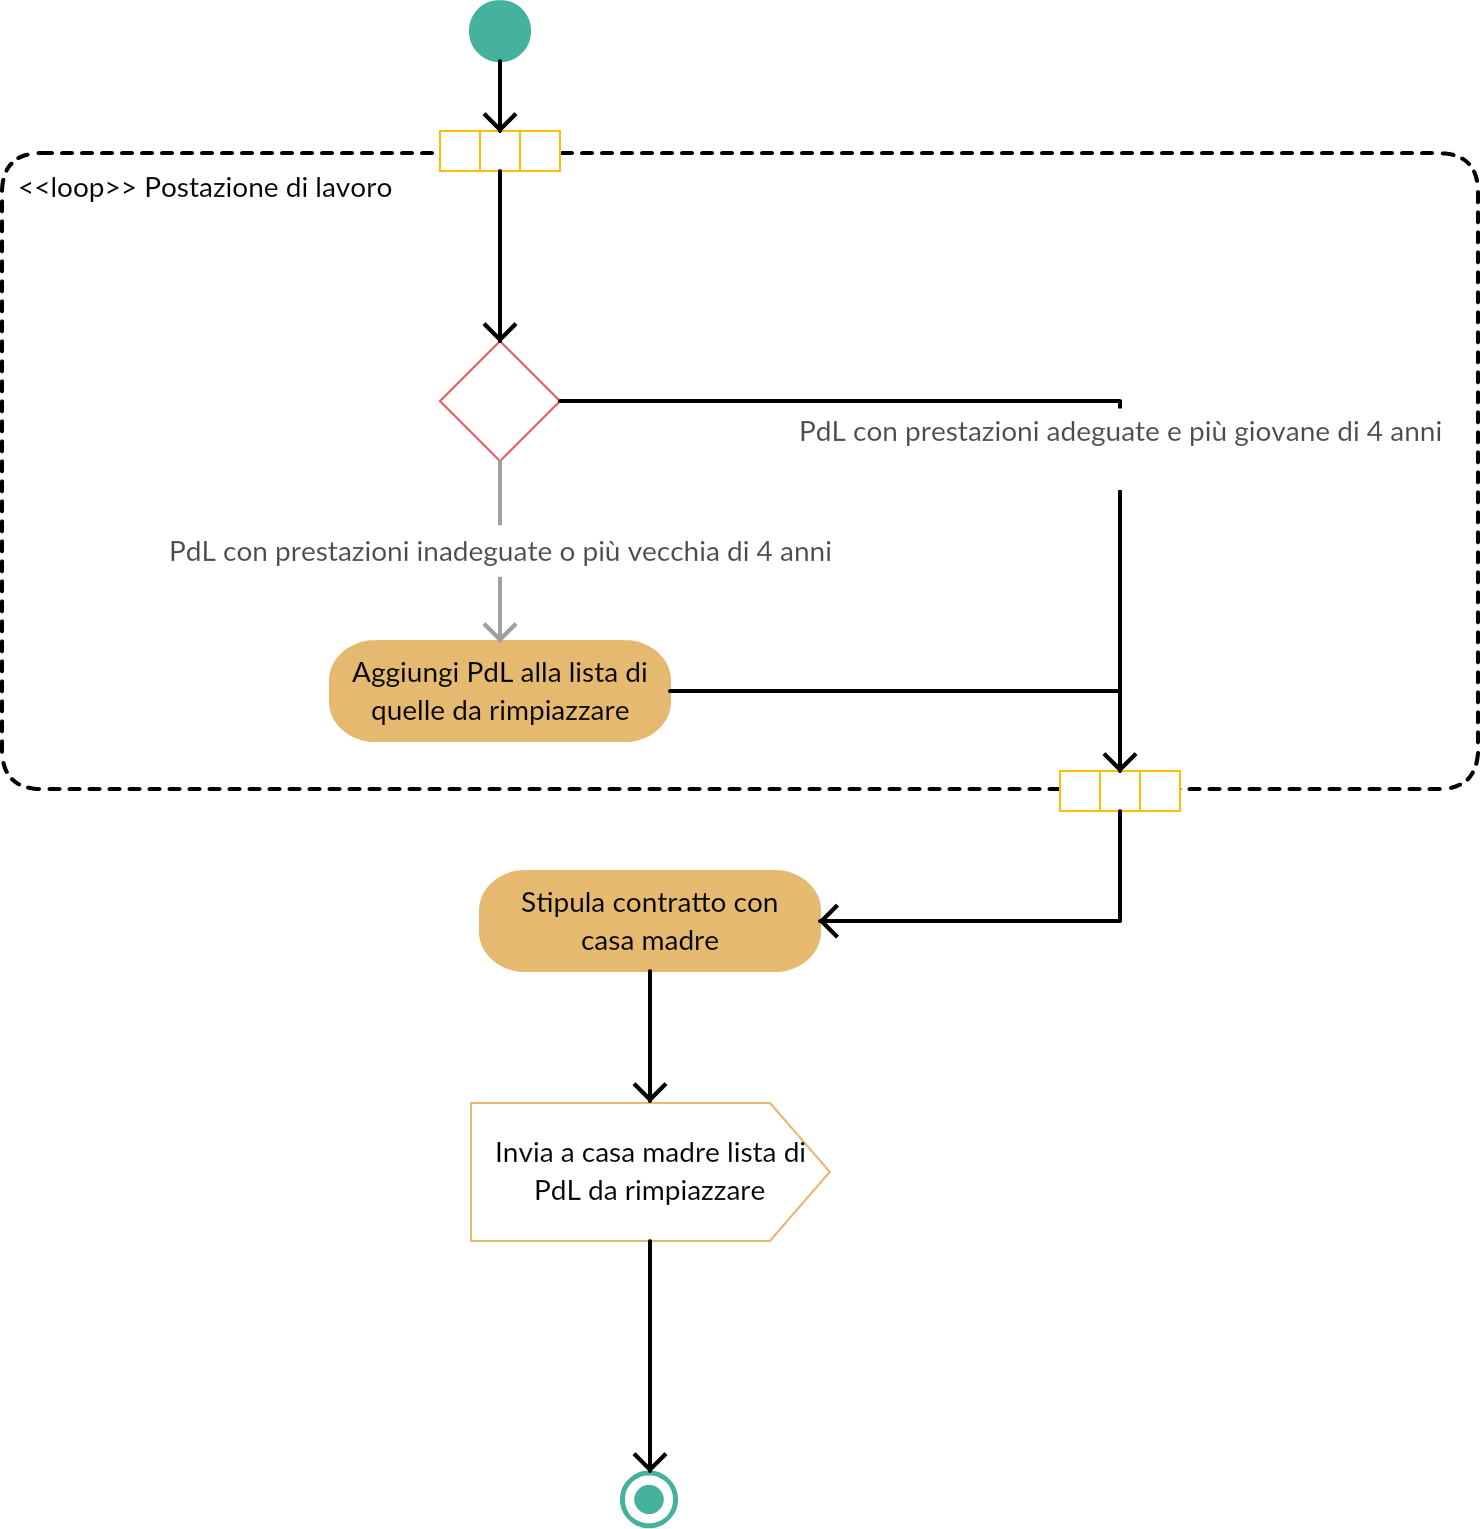 <<loop>> Postazione di lavoro
PdL con prestazioni adeguate e più giovane di 4 anni
PdL con prestazioni inadeguate o più vecchia di 4 anni
Aggiungi PdL alla lista di
quelle da rimpiazzare
Stipula contratto con
casa madre
Invia a casa madre lista di
PdL da rimpiazzare